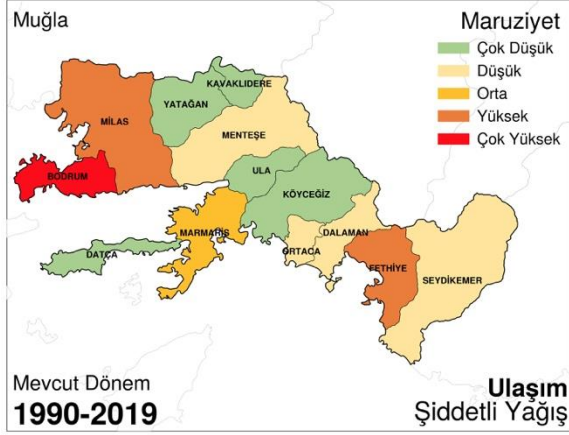 Muğla
Maruziyet
Çok Düşük
Düşük
Orta
Yüksek
Çok Yüksek
KAVAKLIDERE
YATAĞAN
MİLAS
MENTEŞE
ULA
BODRUM
KÖYCEĞİZ
MARMARİS
DALAMAN
DATÇA
ORTACA
FETHİYE
SEYDİKEMER
Mevcut Dönem
1990-2019
Ulaşım
Şiddetli Yağış